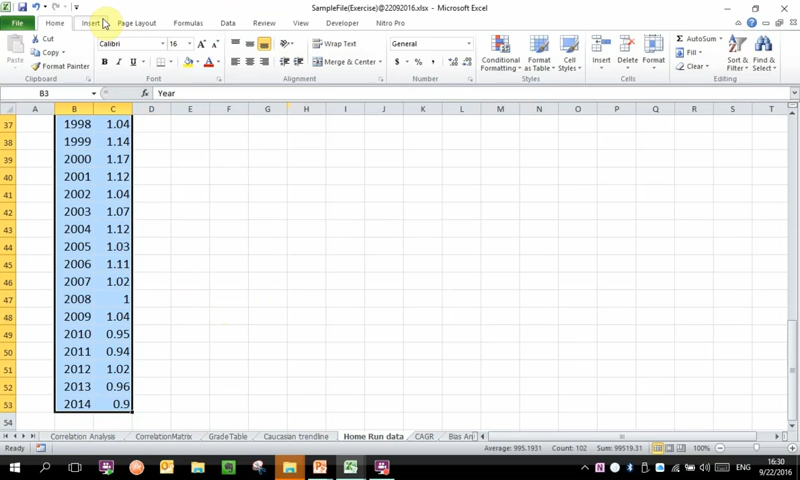 SampleFile(Exercise)@22092016.xlsx - Microsoft Excel
File Home Insert Page Layout Formulas Data Review View Developer Nitro Pro
Paste Cut Copy Format Painter Clipboard
Calibri 16 B I U Font
Wrap Text Merge & Center Alignment
General $ % , Number
Conditional Formatting Format as Table Cell Styles Styles
Insert Delete Format Cells
AutoSum Fill Clear Sort & Filter Find & Select Editing
B3 fx Year
A B C D E F G H I J K L M N O P Q R S T
37 1998 1.04
38 1999 1.14
39 2000 1.17
40 2001 1.12
41 2002 1.04
42 2003 1.07
43 2004 1.12
44 2005 1.03
45 2006 1.11
46 2007 1.02
47 2008 1
48 2009 1.04
49 2010 0.95
50 2011 0.94
51 2012 1.02
52 2013 0.96
53 2014 0.9
54
Correlation Analysis CorrelationMatrix GradeTable Caucasian trendline Home Run data CAGR Bias An
Ready Average: 995.1931 Count: 102 Sum: 99519.31 100%
ENG 16:30
9/22/2016